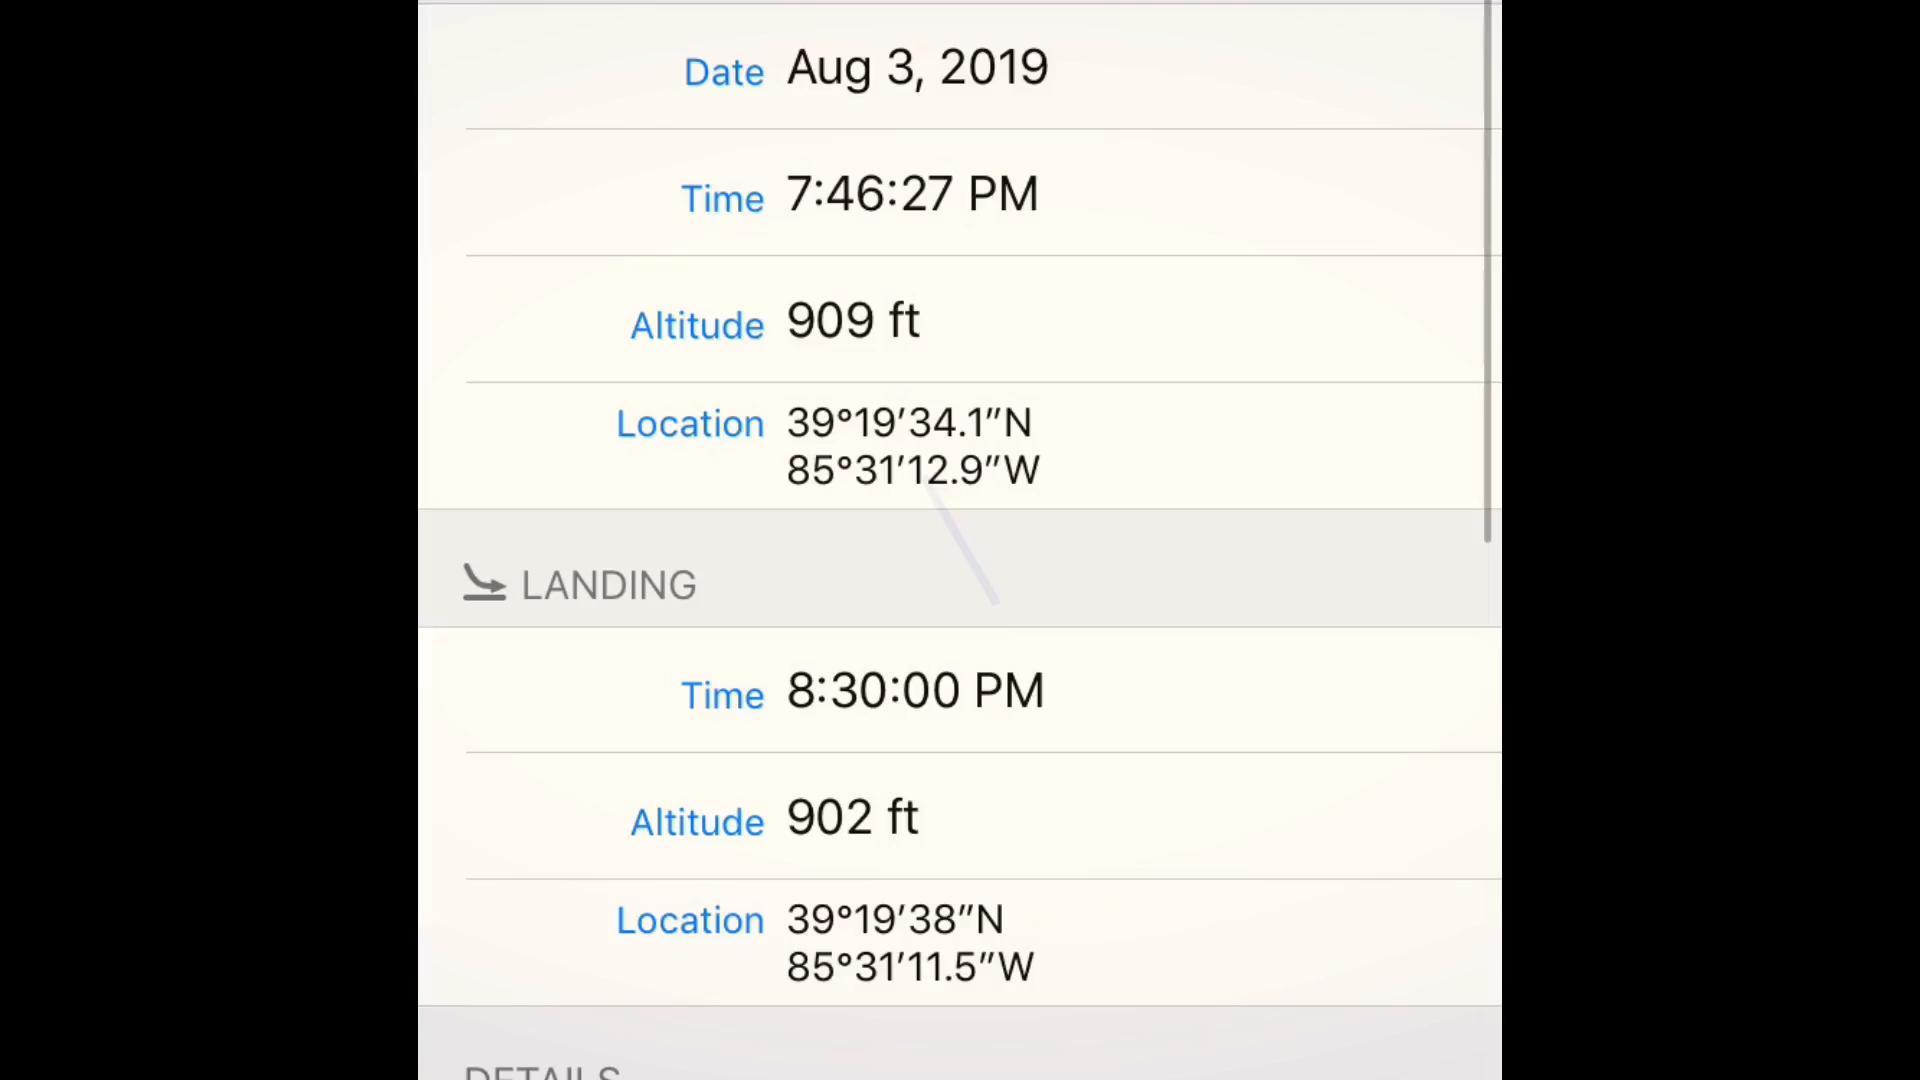 Date Aug 3, 2019
Time 7:46:27 PM
Altitude 909 ft
Location 39°19′34.1″N
85°31′12.9″W
LANDING
Time 8:30:00 PM
Altitude 902 ft
Location 39°19′38″N
85°31′11.5″W
DETAILS